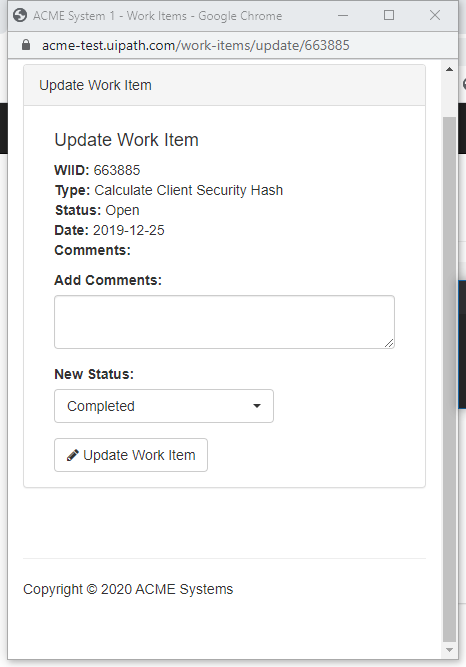 ACME System 1 - Work Items - Google Chrome
acme-test.uipath.com/work-items/update/663885
Update Work Item
Update Work Item
WIID: 663885
Type: Calculate Client Security Hash
Status: Open
Date: 2019-12-25
Comments:
Add Comments:
New Status:
Completed
Update Work Item
Copyright © 2020 ACME Systems